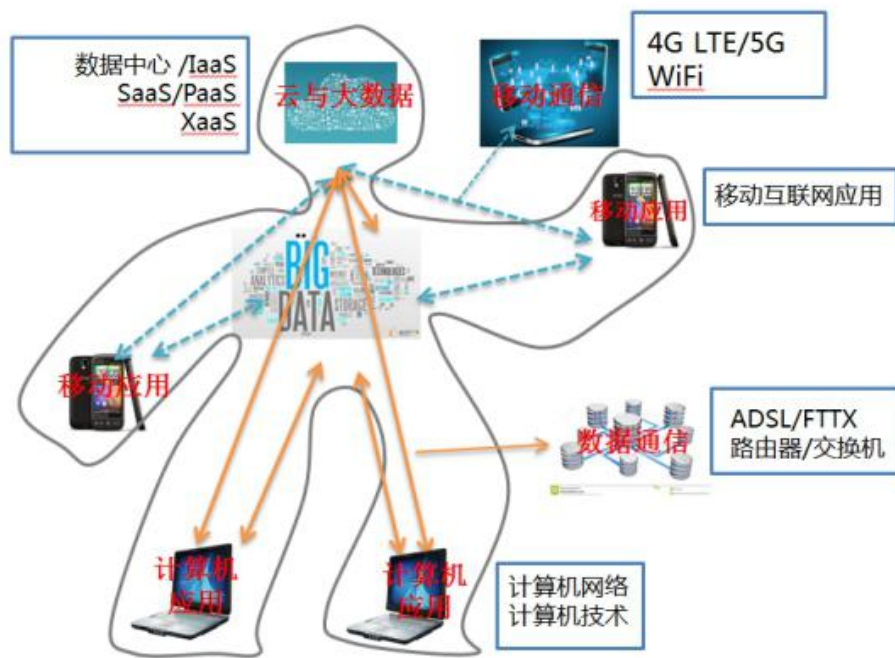 数据中心 /IaaS
SaaS/PaaS
XaaS
云与大数据
移动通信
4G LTE/5G
WiFi
移动应用
移动互联网应用
BIG
DATA
ANALYTICS
STORAGE
移动应用
数据通信
ADSL/FTTX
路由器/交换机
计算机
应用
计算机
应用
计算机网络
计算机技术